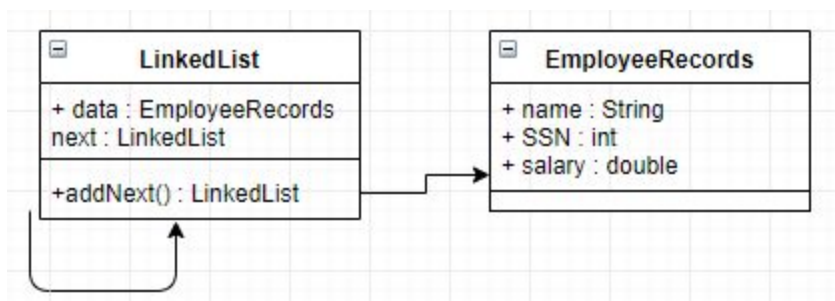 LinkedList
+ data : EmployeeRecords
next : LinkedList
+addNext() : LinkedList
EmployeeRecords
+ name : String
+ SSN : int
+ salary : double